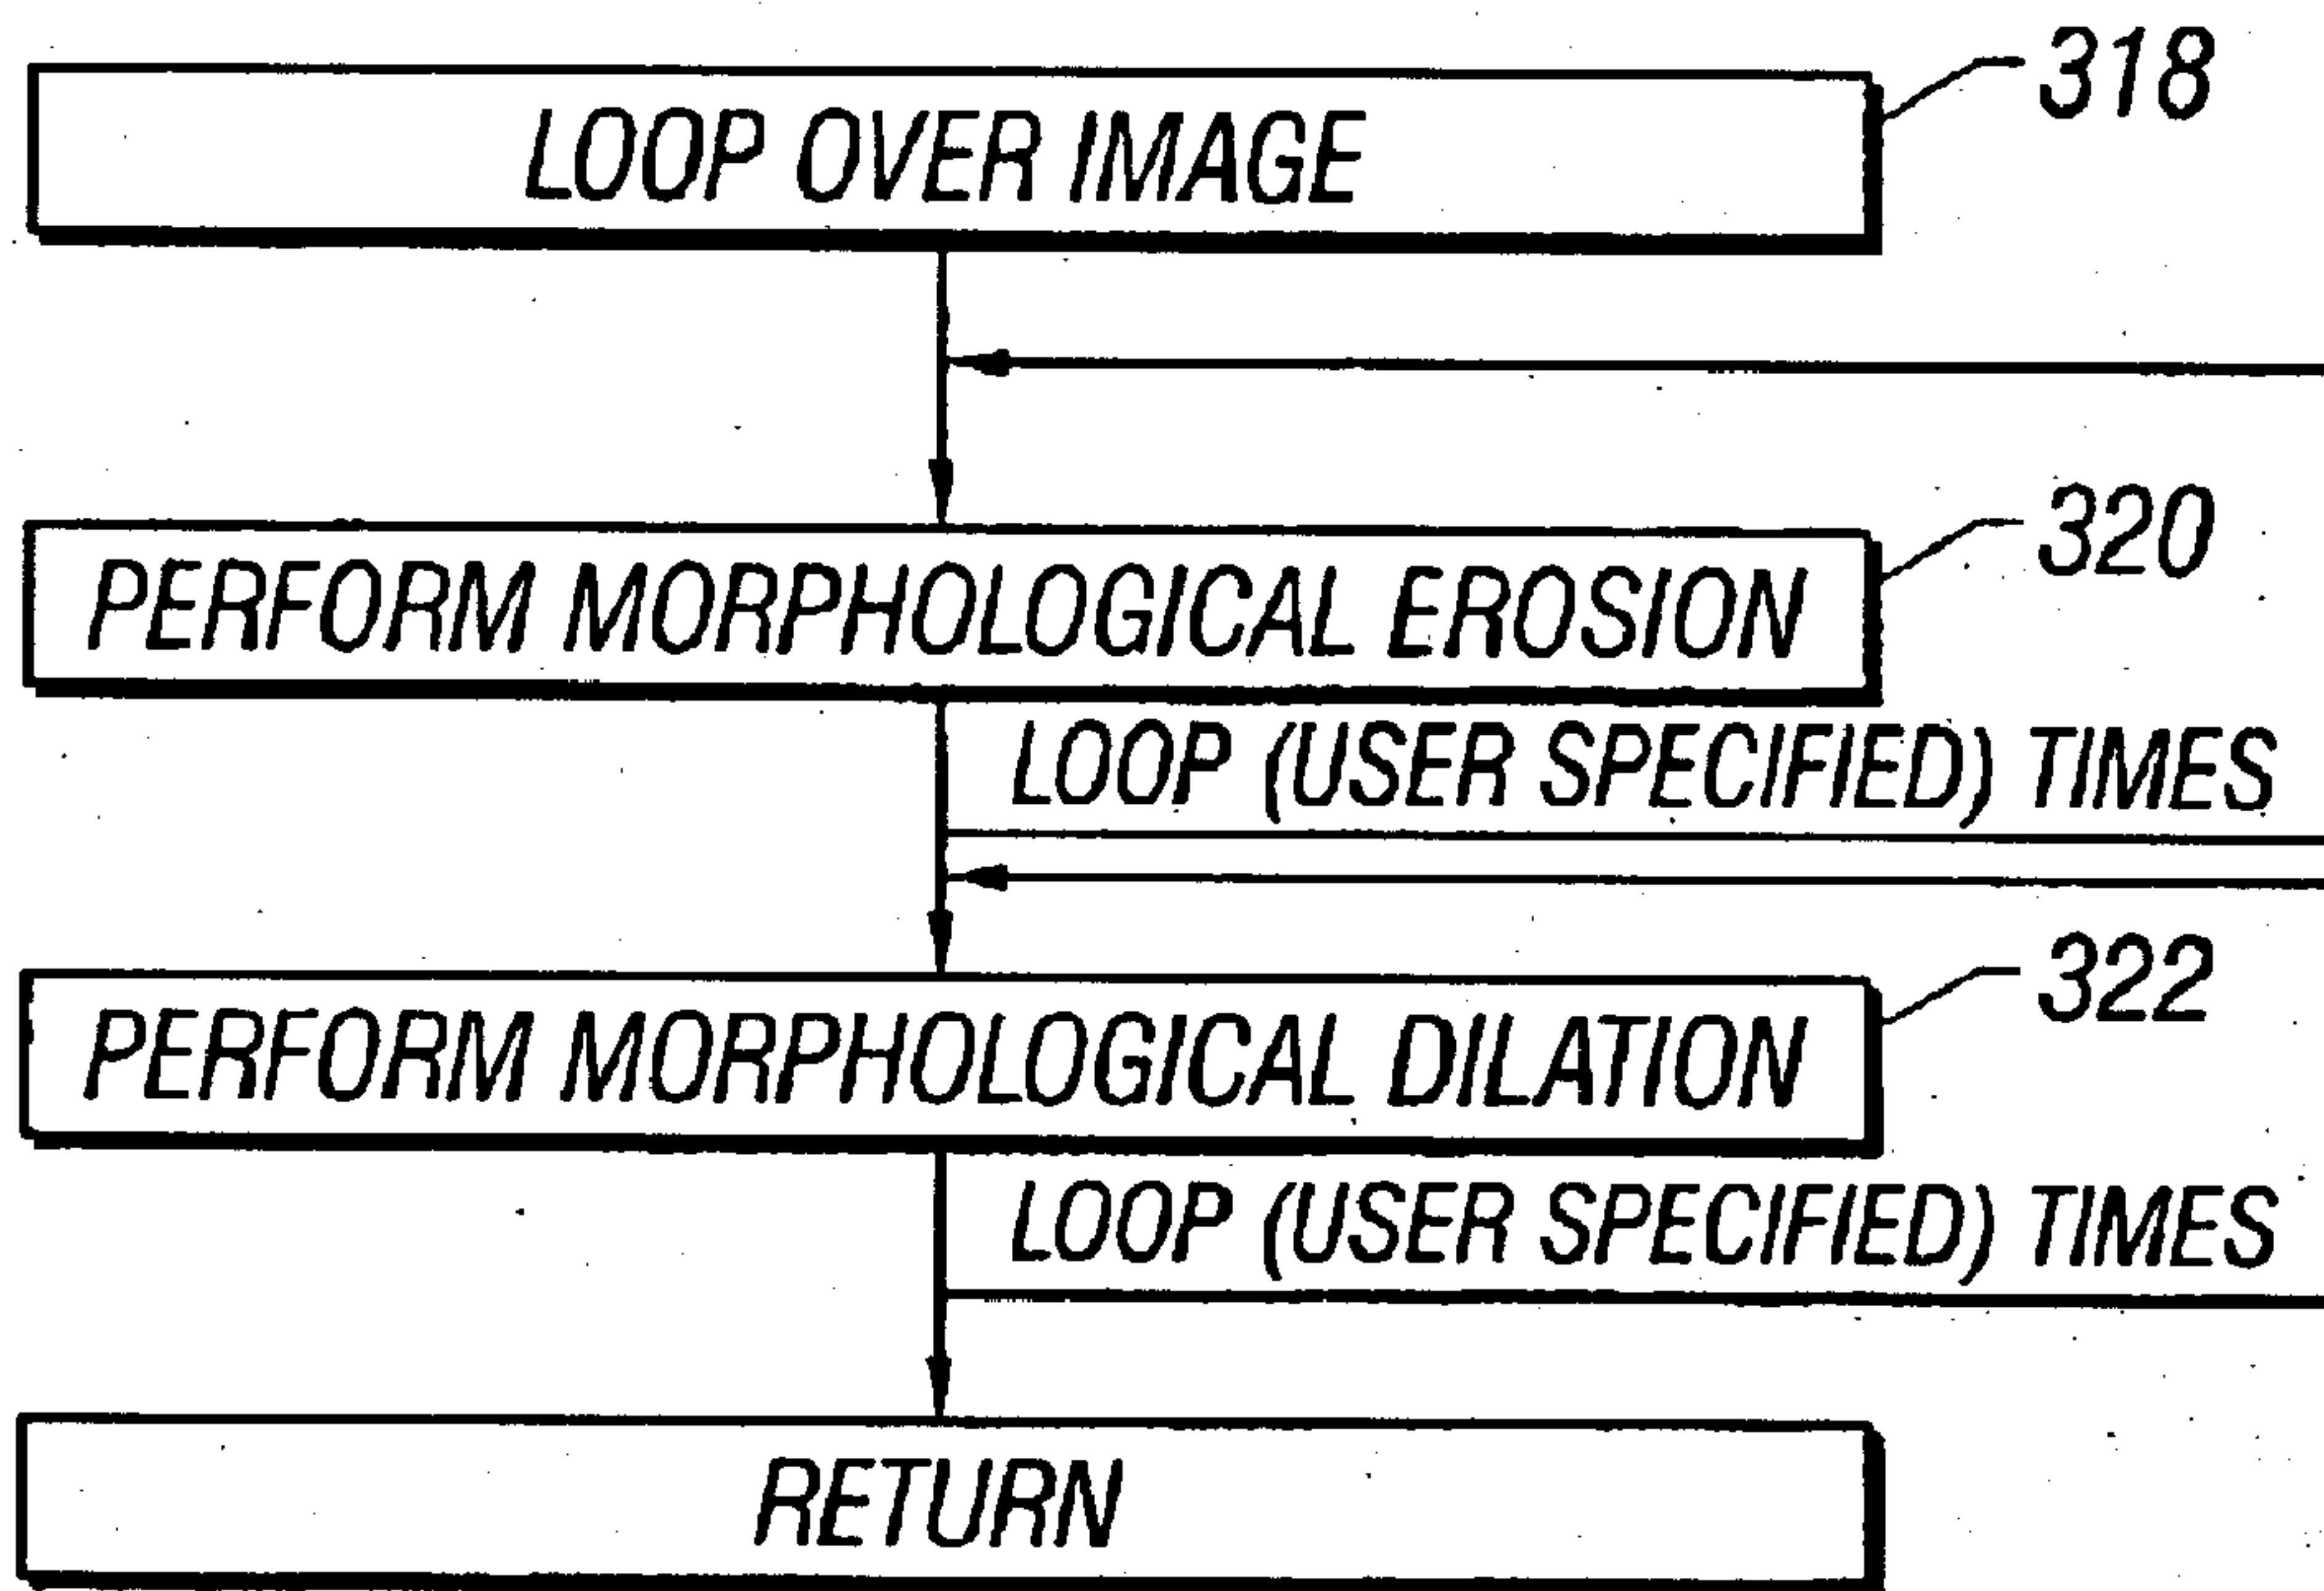 LOOP OVER IMAGE
318
PERFORM MORPHOLOGICAL EROSION
320
LOOP (USER SPECIFIED) TIMES
PERFORM MORPHOLOGICAL DILATION
322
LOOP (USER SPECIFIED) TIMES
RETURN